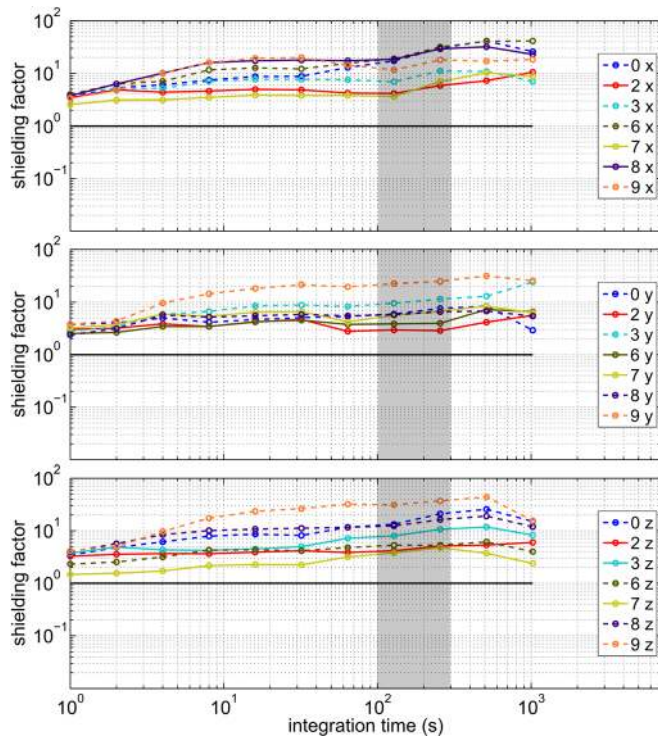 10²
10¹
10⁰
10⁻¹
shielding factor
0 x
2 x
3 x
6 x
7 x
8 x
9 x
10²
10¹
10⁰
10⁻¹
shielding factor
0 y
2 y
3 y
6 y
7 y
8 y
9 y
10²
10¹
10⁰
10⁻¹
shielding factor
0 z
2 z
3 z
6 z
7 z
8 z
9 z
10⁰ 10¹ 10² 10³
integration time (s)